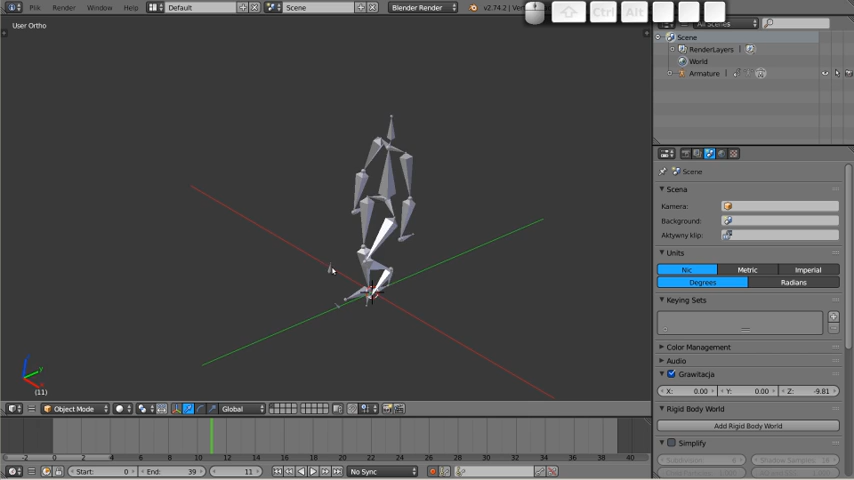 Plik Render Window Help Default Scene Blender Render v2.74.2 | Ver
Ctrl Alt
User Ortho
All Scenes
Scene
RenderLayers
World
Armature
Scene
Scena
Kamera:
Background:
Aktywny klip:
Units
Nic Metric Imperial
Degrees Radians
Keying Sets
Color Management
Audio
Grawitacja
X: 0.00 Y: 0.00 Z: -9.81
Rigid Body World
Add Rigid Body World
Simplify
(11)
Object Mode Global
-2 0 2 4 6 8 10 12 14 16 18 20 22 24 26 28 30 32 34 36 38 40
Start: 0 End: 39 11 No Sync